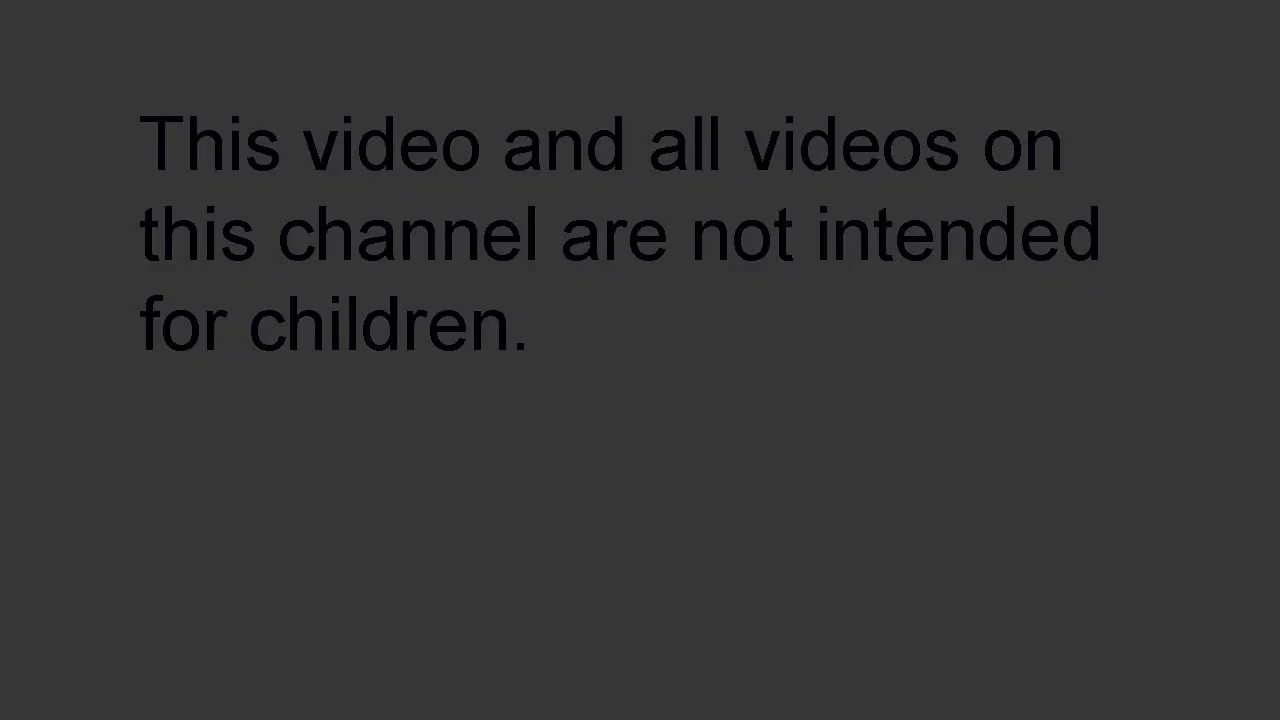 This video and all videos on
this channel are not intended
for children.